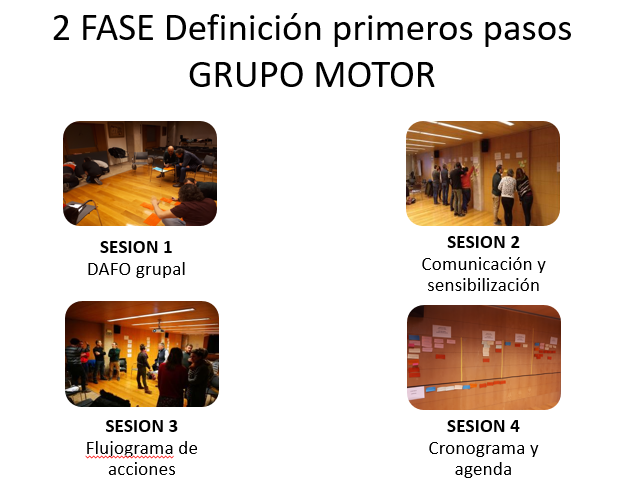 2 FASE Definición primeros pasos
GRUPO MOTOR
SESION 1
DAFO grupal
SESION 2
Comunicación y
sensibilización
SESION 3
Flujograma de
acciones
SESION 4
Cronograma y
agenda